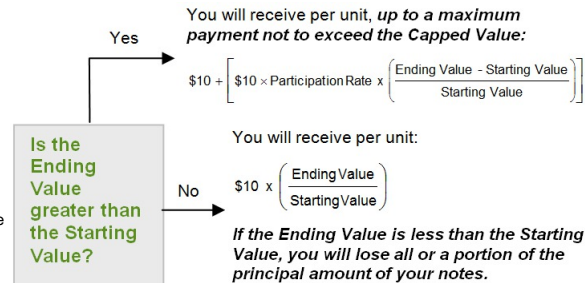 You will receive per unit, up to a maximum
payment not to exceed the Capped Value:
Yes
$10 + [ $10 × Participation Rate x ( Ending Value - Starting Value / Starting Value ) ]
Is the
Ending
Value
greater than
the Starting
Value?
e
No
You will receive per unit:
$10 x ( Ending Value / Starting Value )
If the Ending Value is less than the Starting
Value, you will lose all or a portion of the
principal amount of your notes.